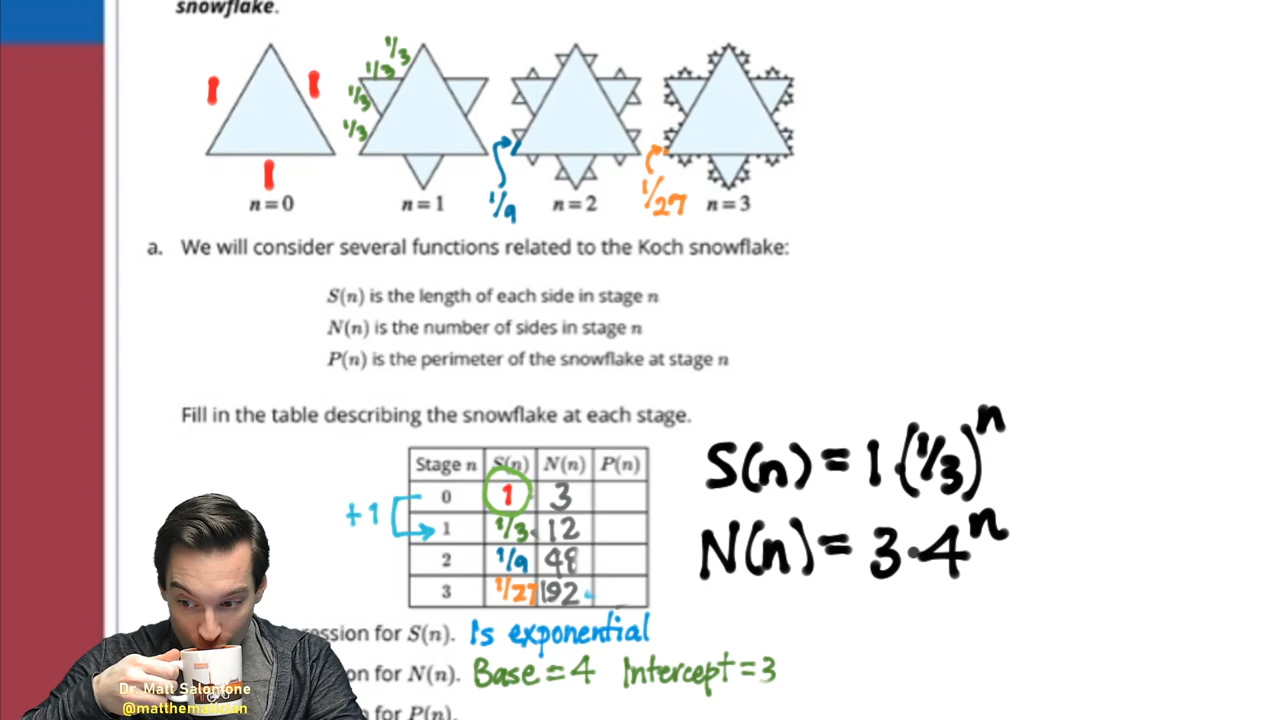 snowflake.
1/3
1/3
1/3
1/3
1/9
1/27
n=0 n=1 n=2 n=3
a. We will consider several functions related to the Koch snowflake:
S(n) is the length of each side in stage n
N(n) is the number of sides in stage n
P(n) is the perimeter of the snowflake at stage n
Fill in the table describing the snowflake at each stage.
Stage n S(n) N(n) P(n)
0 1 3
1 1/3 12
2 1/9 48
3 1/27 192
+1
S(n) = 1·(1/3)^n
N(n) = 3·4^n
for S(n). Is exponential
for N(n). Base = 4 Intercept = 3
for P(n).
Dr. Matt Salomone
@matthematician